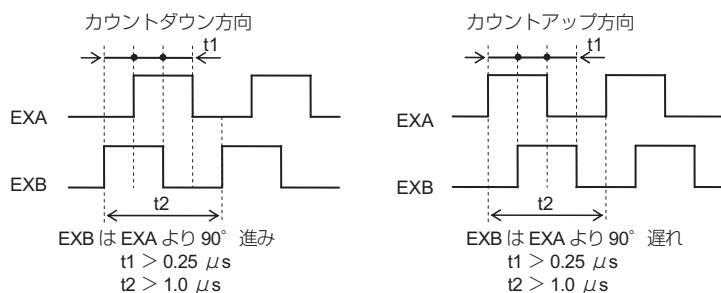 カウントダウン方向
t1
EXA
EXB
t2
EXB は EXA より 90° 進み
t1 > 0.25 μs
t2 > 1.0 μs
カウントアップ方向
t1
EXA
EXB
t2
EXB は EXA より 90° 遅れ
t1 > 0.25 μs
t2 > 1.0 μs